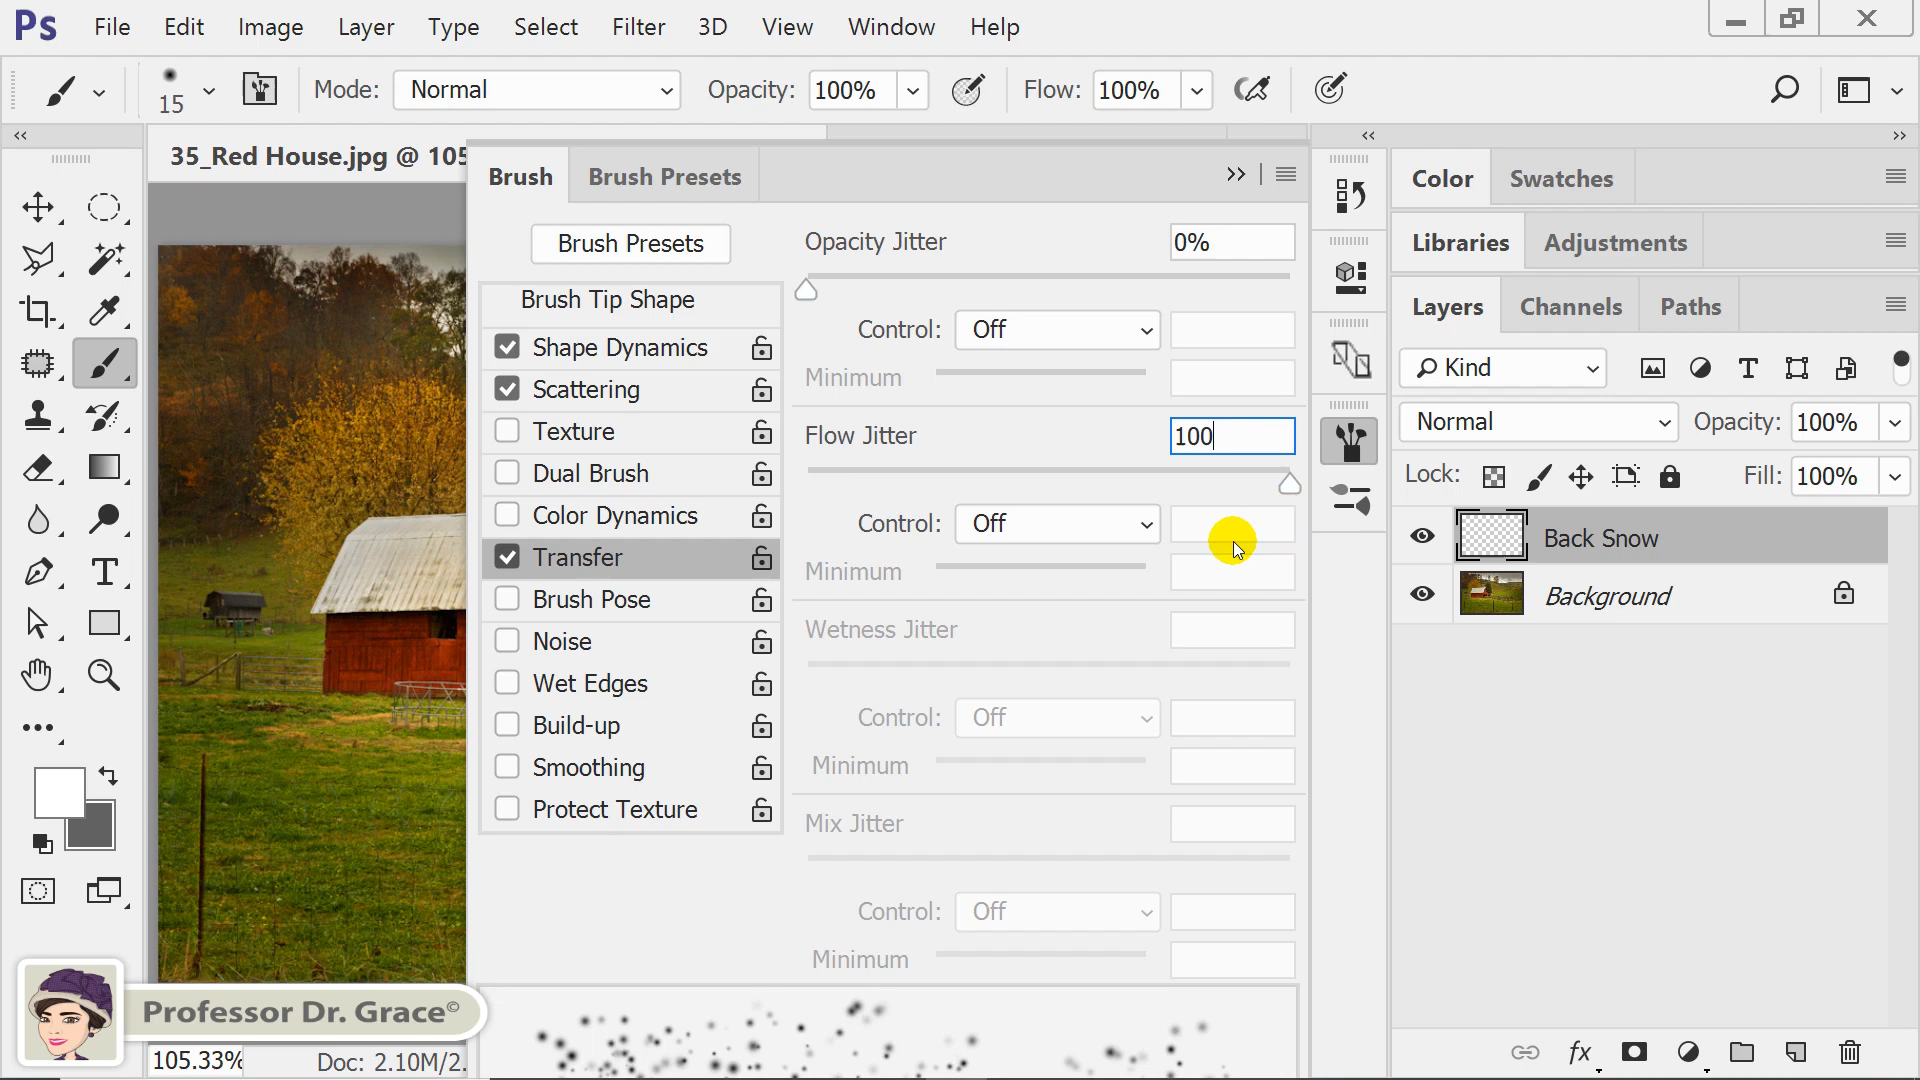 Ps File Edit Image Layer Type Select Filter 3D View Window Help
15 Mode: Normal Opacity: 100% Flow: 100%
35_Red House.jpg @ 105
Brush Brush Presets
Brush Presets
Brush Tip Shape
Shape Dynamics
Scattering
Texture
Dual Brush
Color Dynamics
Transfer
Brush Pose
Noise
Wet Edges
Build-up
Smoothing
Protect Texture
Opacity Jitter 0%
Control: Off
Minimum
Flow Jitter 100
Control: Off
Minimum
Wetness Jitter
Control: Off
Minimum
Mix Jitter
Control: Off
Minimum
Color Swatches
Libraries Adjustments
Layers Channels Paths
Kind
Normal Opacity: 100%
Lock: Fill: 100%
Back Snow
Background
Professor Dr. Grace©
105.33% Doc: 2.10M/2.